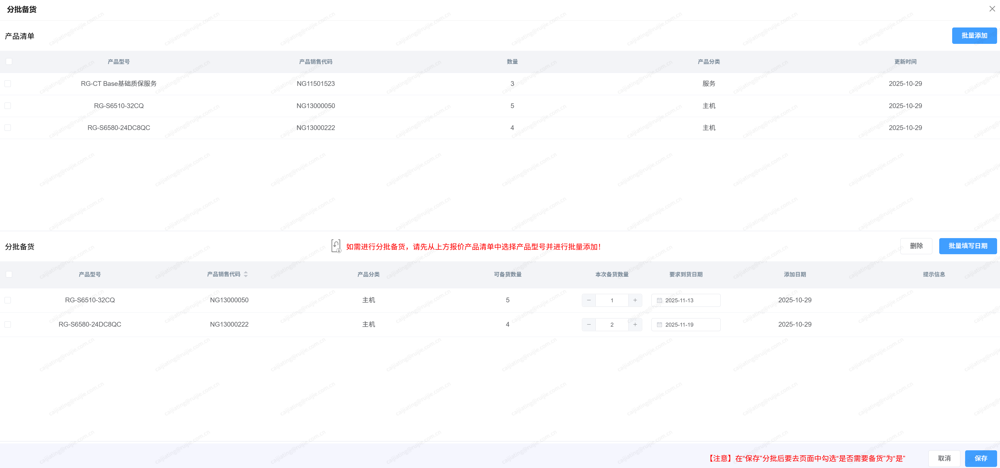 分批备货
产品清单 批量添加
产品型号 产品销售代码 数量 产品分类 更新时间
RG-CT Base基础质保服务 NG11501523 3 服务 2025-10-29
RG-S6510-32CQ NG13000050 5 主机 2025-10-29
RG-S6580-24DC8QC NG13000222 4 主机 2025-10-29
分批备货 如需进行分批备货，请先从上方报价产品清单中选择产品型号并进行批量添加！ 删除 批量填写日期
产品型号 产品销售代码 产品分类 可备货数量 本次备货数量 要求到货日期 添加日期 提示信息
RG-S6510-32CQ NG13000050 主机 5 − 1 + 2025-11-13 2025-10-29
RG-S6580-24DC8QC NG13000222 主机 4 − 2 + 2025-11-19 2025-10-29
【注意】在“保存”分批后要去页面中勾选“是否需要备货”为“是” 取消 保存
caijiating@ruijie.com.cn